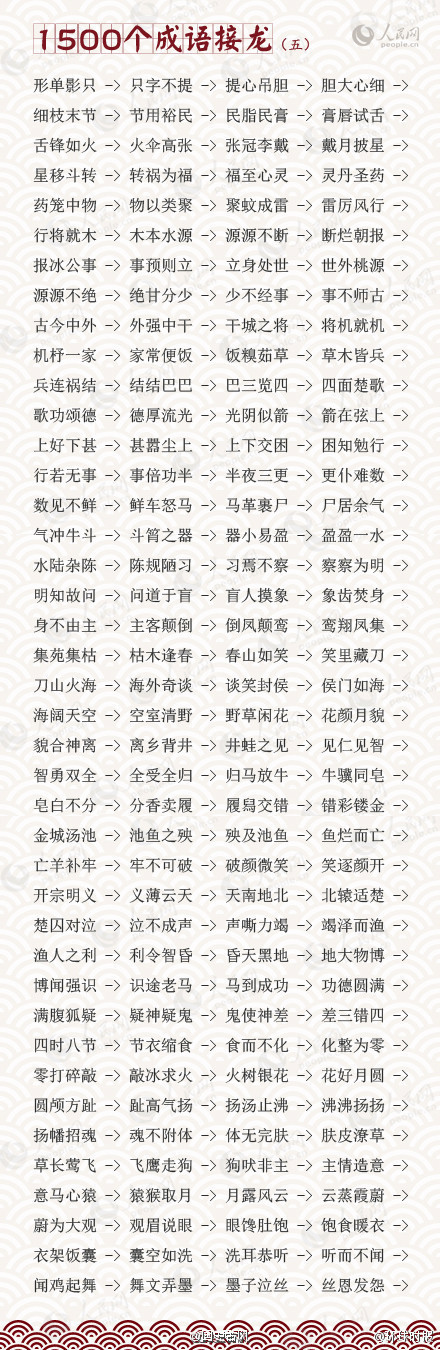 1500个成语接龙（五）
人民网
people.cn
形单影只 -> 只字不提 -> 提心吊胆 -> 胆大心细 ->
细枝末节 -> 节用裕民 -> 民脂民膏 -> 膏唇试舌 ->
舌锋如火 -> 火伞高张 -> 张冠李戴 -> 戴月披星 ->
星移斗转 -> 转祸为福 -> 福至心灵 -> 灵丹圣药 ->
药笼中物 -> 物以类聚 -> 聚蚊成雷 -> 雷厉风行 ->
行将就木 -> 木本水源 -> 源源不断 -> 断烂朝报 ->
报冰公事 -> 事预则立 -> 立身处世 -> 世外桃源 ->
源源不绝 -> 绝甘分少 -> 少不经事 -> 事不师古 ->
古今中外 -> 外强中干 -> 干城之将 -> 将机就机 ->
机杼一家 -> 家常便饭 -> 饭糗茹草 -> 草木皆兵 ->
兵连祸结 -> 结结巴巴 -> 巴三览四 -> 四面楚歌 ->
歌功颂德 -> 德厚流光 -> 光阴似箭 -> 箭在弦上 ->
上好下甚 -> 甚嚣尘上 -> 上下交困 -> 困知勉行 ->
行若无事 -> 事倍功半 -> 半夜三更 -> 更仆难数 ->
数见不鲜 -> 鲜车怒马 -> 马革裹尸 -> 尸居余气 ->
气冲牛斗 -> 斗筲之器 -> 器小易盈 -> 盈盈一水 ->
水陆杂陈 -> 陈规陋习 -> 习焉不察 -> 察察为明 ->
明知故问 -> 问道于盲 -> 盲人摸象 -> 象齿焚身 ->
身不由主 -> 主客颠倒 -> 倒凤颠鸾 -> 鸾翔凤集 ->
集苑集枯 -> 枯木逢春 -> 春山如笑 -> 笑里藏刀 ->
刀山火海 -> 海外奇谈 -> 谈笑封侯 -> 侯门如海 ->
海阔天空 -> 空室清野 -> 野草闲花 -> 花颜月貌 ->
貌合神离 -> 离乡背井 -> 井蛙之见 -> 见仁见智 ->
智勇双全 -> 全受全归 -> 归马放牛 -> 牛骥同皂 ->
皂白不分 -> 分香卖履 -> 履舄交错 -> 错彩镂金 ->
金城汤池 -> 池鱼之殃 -> 殃及池鱼 -> 鱼烂而亡 ->
亡羊补牢 -> 牢不可破 -> 破颜微笑 -> 笑逐颜开 ->
开宗明义 -> 义薄云天 -> 天南地北 -> 北辕适楚 ->
楚囚对泣 -> 泣不成声 -> 声嘶力竭 -> 竭泽而渔 ->
渔人之利 -> 利令智昏 -> 昏天黑地 -> 地大物博 ->
博闻强识 -> 识途老马 -> 马到成功 -> 功德圆满 ->
满腹狐疑 -> 疑神疑鬼 -> 鬼使神差 -> 差三错四 ->
四时八节 -> 节衣缩食 -> 食而不化 -> 化整为零 ->
零打碎敲 -> 敲冰求火 -> 火树银花 -> 花好月圆 ->
圆颅方趾 -> 趾高气扬 -> 扬汤止沸 -> 沸沸扬扬 ->
扬幡招魂 -> 魂不附体 -> 体无完肤 -> 肤皮潦草 ->
草长莺飞 -> 飞鹰走狗 -> 狗吠非主 -> 主情造意 ->
意马心猿 -> 猿猴取月 -> 月露风云 -> 云蒸霞蔚 ->
蔚为大观 -> 观眉说眼 -> 眼馋肚饱 -> 饱食暖衣 ->
衣架饭囊 -> 囊空如洗 -> 洗耳恭听 -> 听而不闻 ->
闻鸡起舞 -> 舞文弄墨 -> 墨子泣丝 -> 丝恩发怨 ->